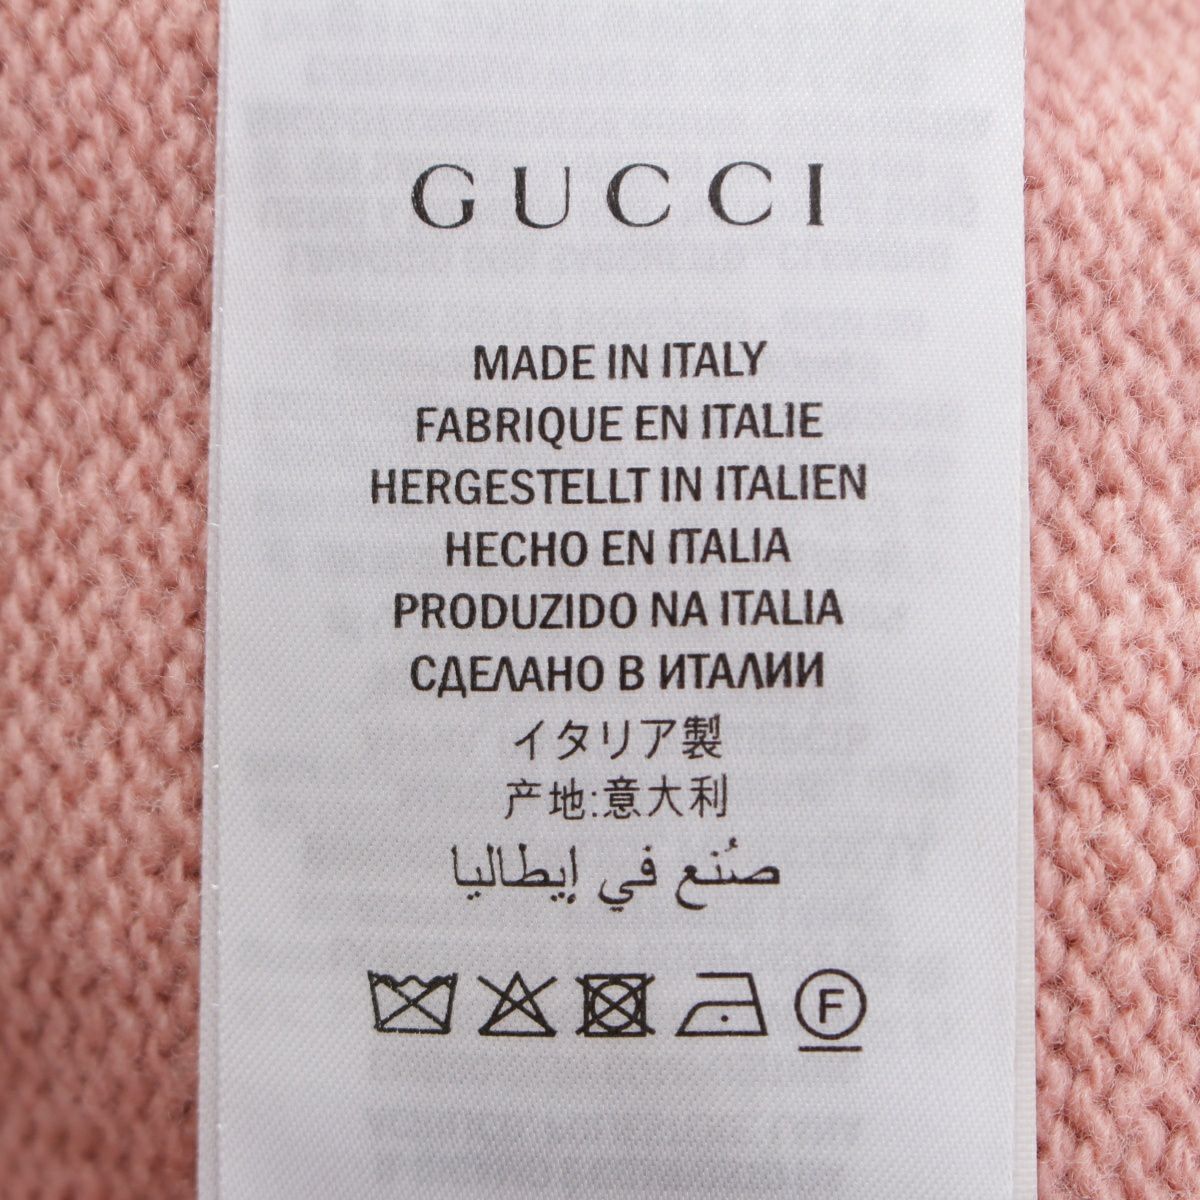 GUCCI
MADE IN ITALY
FABRIQUE EN ITALIE
HERGESTELLT IN ITALIEN
HECHO EN ITALIA
PRODUZIDO NA ITALIA
СДЕЛАНО В ИТАЛИИ
イタリア製
产地:意大利
صُنع في إيطاليا
F